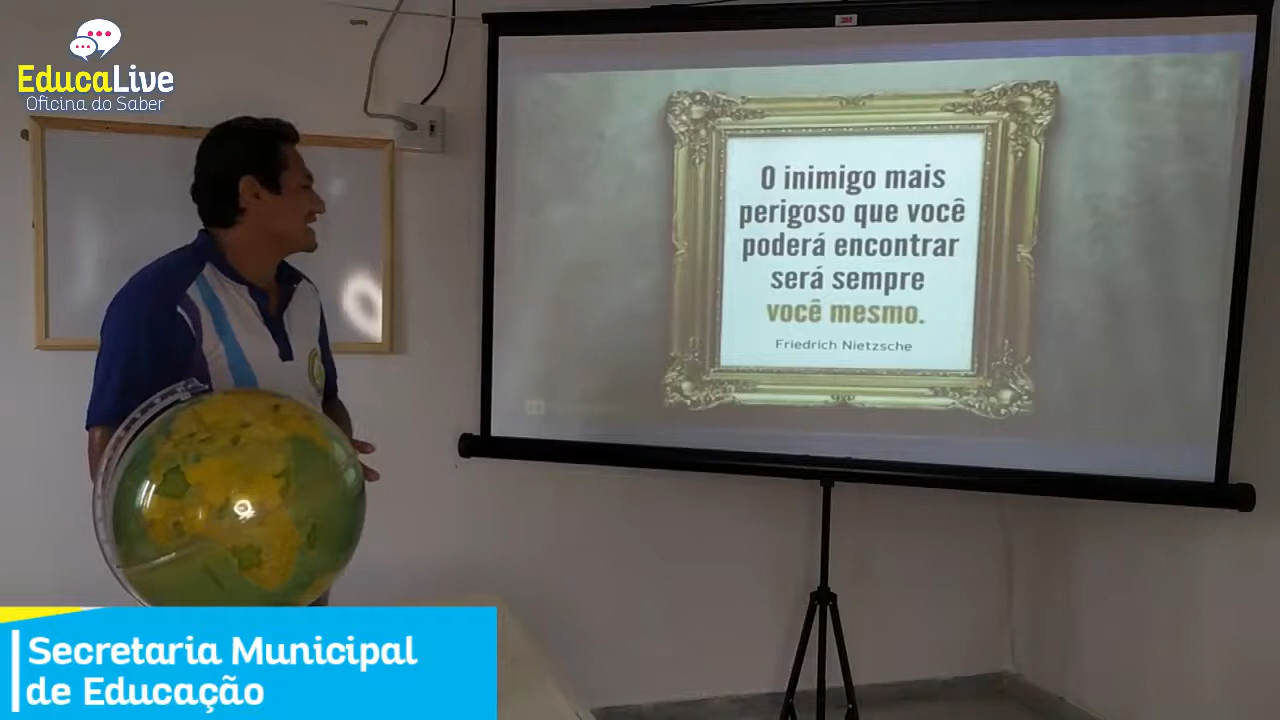 EducaLive
Oficina do Saber
3M
O inimigo mais
perigoso que você
poderá encontrar
será sempre
você mesmo.
Friedrich Nietzsche
Secretaria Municipal
de Educação